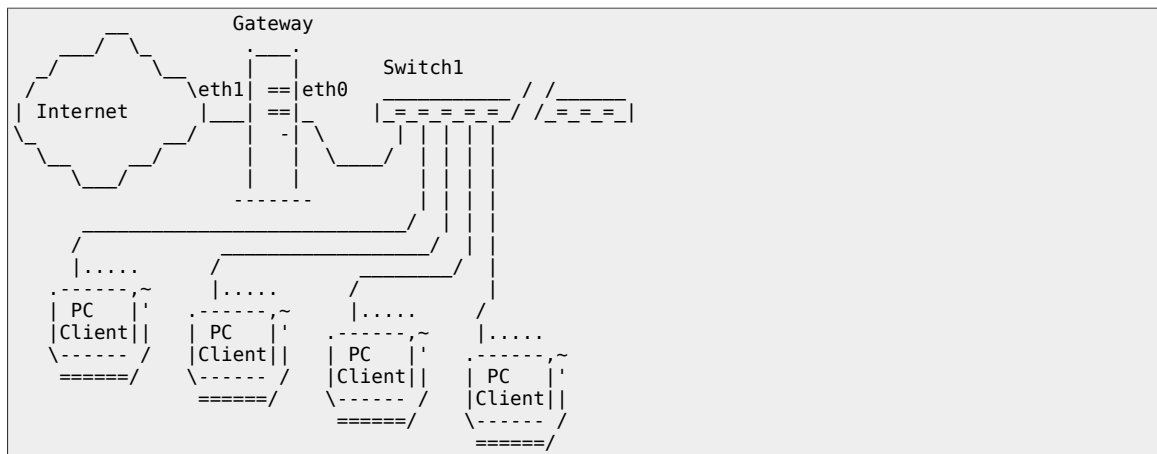 Gateway
Switch1
eth1 == eth0
Internet ==
PC
Client
PC
Client
PC
Client
PC
Client